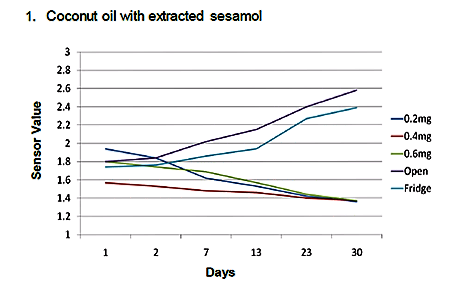 1. Coconut oil with extracted sesamol
3
2.8
2.6
2.4
2.2
2
1.8
1.6
1.4
1.2
1
Sensor Value
1 2 7 13 23 30
Days
0.2mg
0.4mg
0.6mg
Open
Fridge